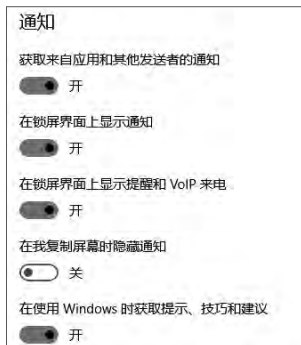 通知
获取来自应用和其他发送者的通知
开
在锁屏界面上显示通知
开
在锁屏界面上显示提醒和 VoIP 来电
开
在我复制屏幕时隐藏通知
关
在使用 Windows 时获取提示、技巧和建议
开